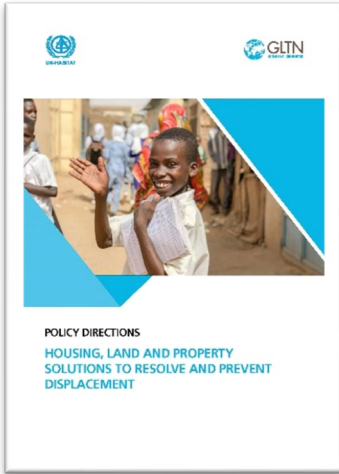 UN-HABITAT
GLTN
POLICY DIRECTIONS
HOUSING, LAND AND PROPERTY
SOLUTIONS TO RESOLVE AND PREVENT
DISPLACEMENT